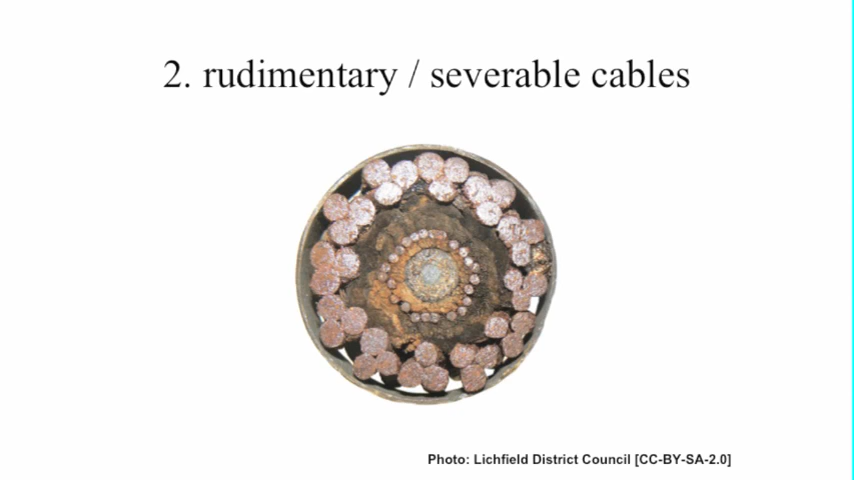 2. rudimentary / severable cables
Photo: Lichfield District Council [CC-BY-SA-2.0]